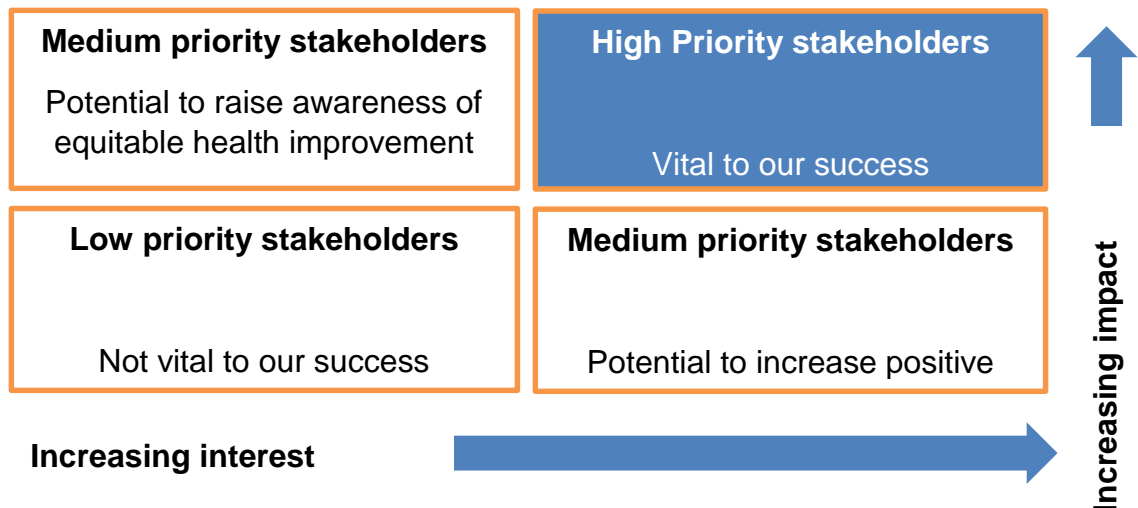 Medium priority stakeholders
Potential to raise awareness of
equitable health improvement
High Priority stakeholders
Vital to our success
Low priority stakeholders
Not vital to our success
Medium priority stakeholders
Potential to increase positive
Increasing interest
Increasing impact